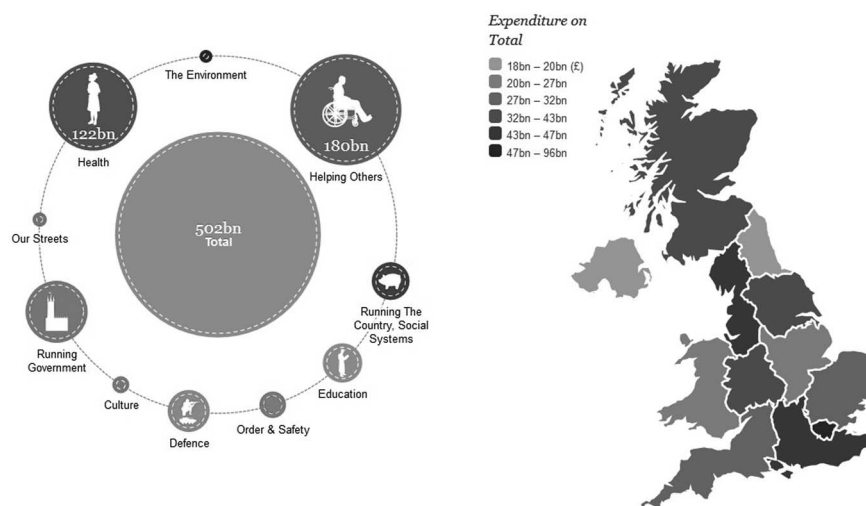 The Environment
122bn
Health
180bn
Helping Others
502bn
Total
Our Streets
Running
Government
Running The
Country, Social
Systems
Culture
Defence
Order & Safety
Education
Expenditure on
Total
18bn – 20bn (£)
20bn – 27bn
27bn – 32bn
32bn – 43bn
43bn – 47bn
47bn – 96bn